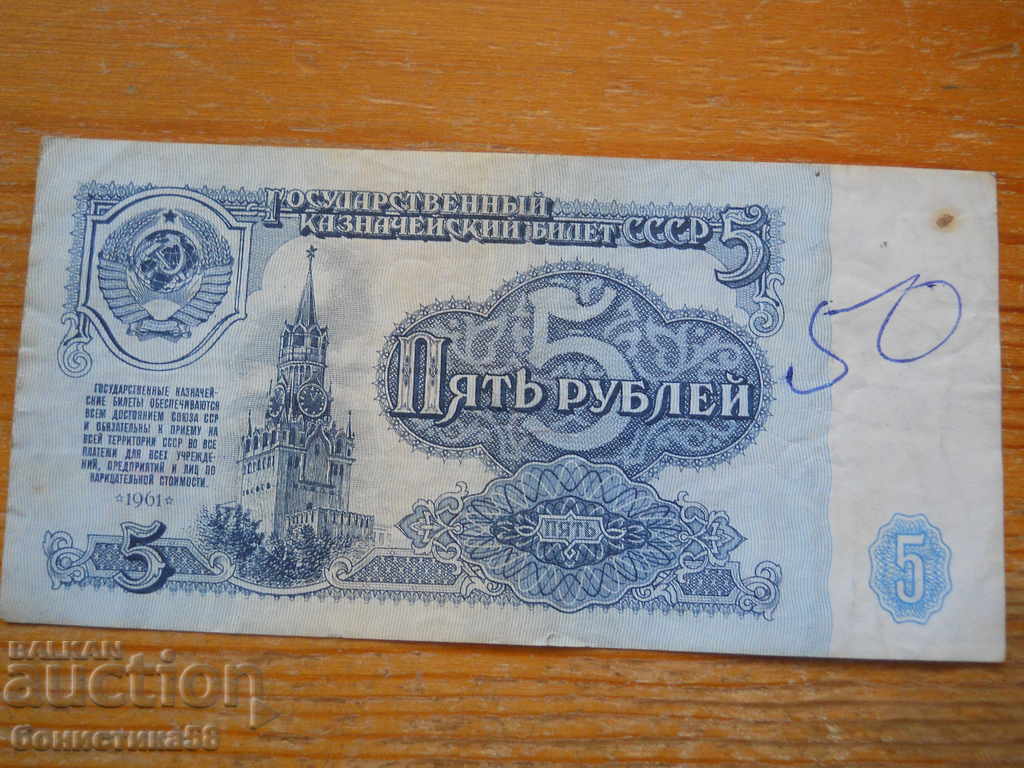 ГОСУДАРСТВЕННЫЙ
КАЗНАЧЕЙСКИЙ БИЛЕТ СССР
5
5
ПЯТЬ РУБЛЕЙ
50
ГОСУДАРСТВЕННЫЕ КАЗНАЧЕЙ-
СКИЕ БИЛЕТЫ ОБЕСПЕЧИВАЮТСЯ
ВСЕМ ДОСТОЯНИЕМ СОЮЗА ССР
И ОБЯЗАТЕЛЬНЫ К ПРИЕМУ НА
ВСЕЙ ТЕРРИТОРИИ СССР ВО ВСЕ
ПЛАТЕЖИ ДЛЯ ВСЕХ УЧРЕЖДЕ-
НИЙ, ПРЕДПРИЯТИЙ И ЛИЦ ПО
НАРИЦАТЕЛЬНОЙ СТОИМОСТИ.
☆1961☆
5
ПЯТЬ
5
BALKAN
auction
бонистика58